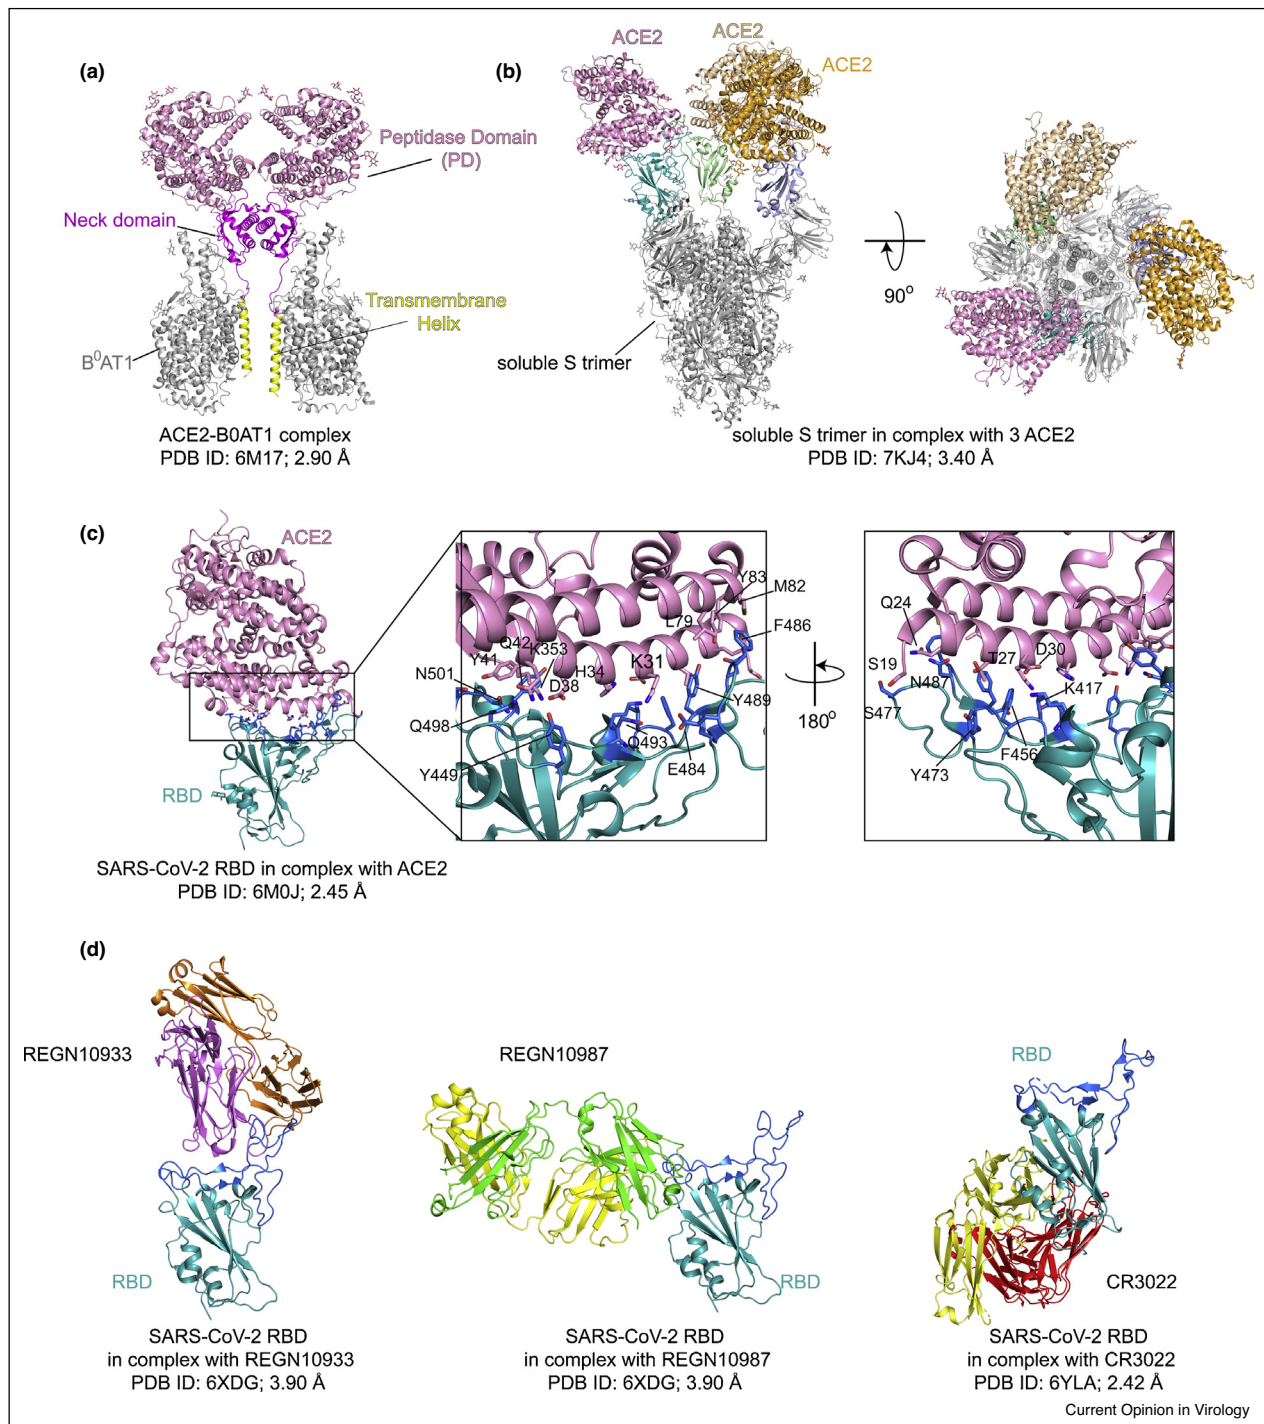 (a)
Peptidase Domain
(PD)
Neck domain
Transmembrane
Helix
B⁰AT1
ACE2-B0AT1 complex
PDB ID: 6M17; 2.90 Å
(b)
ACE2
ACE2
ACE2
soluble S trimer
90°
soluble S trimer in complex with 3 ACE2
PDB ID: 7KJ4; 3.40 Å
(c)
ACE2
RBD
SARS-CoV-2 RBD in complex with ACE2
PDB ID: 6M0J; 2.45 Å
Y83
M82
L79
F486
Q42
K353
Y41
H34
K31
N501
D38
Y489
Q498
Q493
E484
Y449
180°
Q24
D30
T27
S19
N487
K417
S477
F456
Y473
(d)
REGN10933
RBD
SARS-CoV-2 RBD
in complex with REGN10933
PDB ID: 6XDG; 3.90 Å
REGN10987
RBD
SARS-CoV-2 RBD
in complex with REGN10987
PDB ID: 6XDG; 3.90 Å
RBD
CR3022
SARS-CoV-2 RBD
in complex with CR3022
PDB ID: 6YLA; 2.42 Å
Current Opinion in Virology